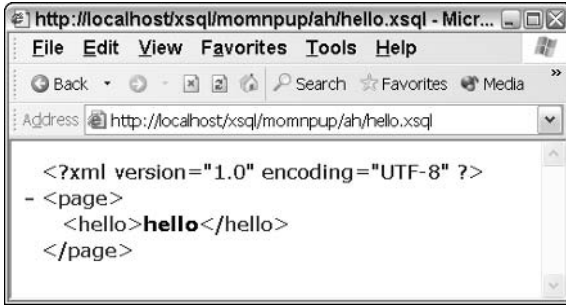 http://localhost/xsql/momnpup/ah/hello.xsql - Micr...
File Edit View Favorites Tools Help
Back Search Favorites Media »
Address http://localhost/xsql/momnpup/ah/hello.xsql
<?xml version="1.0" encoding="UTF-8" ?>
- <page>
<hello>hello</hello>
</page>